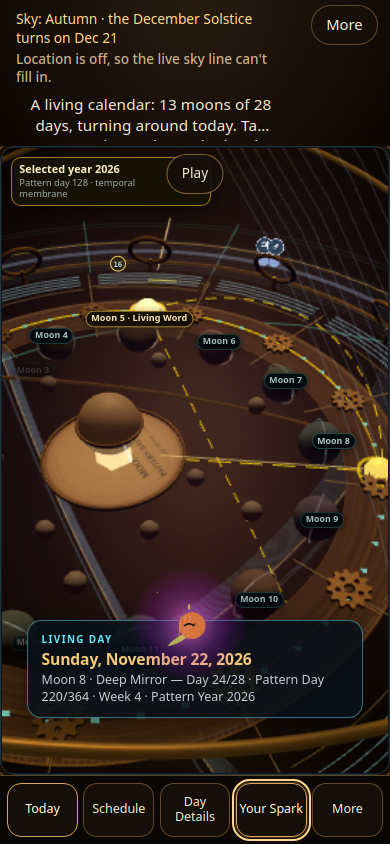 Sky: Autumn · the December Solstice
turns on Dec 21
More
Location is off, so the live sky line can't
fill in.
A living calendar: 13 moons of 28
days, turning around today. Ta...
Selected year 2026
Pattern day 128 · temporal
membrane
Play
16
Moon 5 · Living Word
Moon 4
Moon 6
Moon 3
Moon 7
Moon 8
Moon 9
Moon 10
Moon 11
LIVING DAY
Sunday, November 22, 2026
Moon 8 · Deep Mirror — Day 24/28 · Pattern Day
220/364 · Week 4 · Pattern Year 2026
Today
Schedule
Day
Details
Your Spark
More